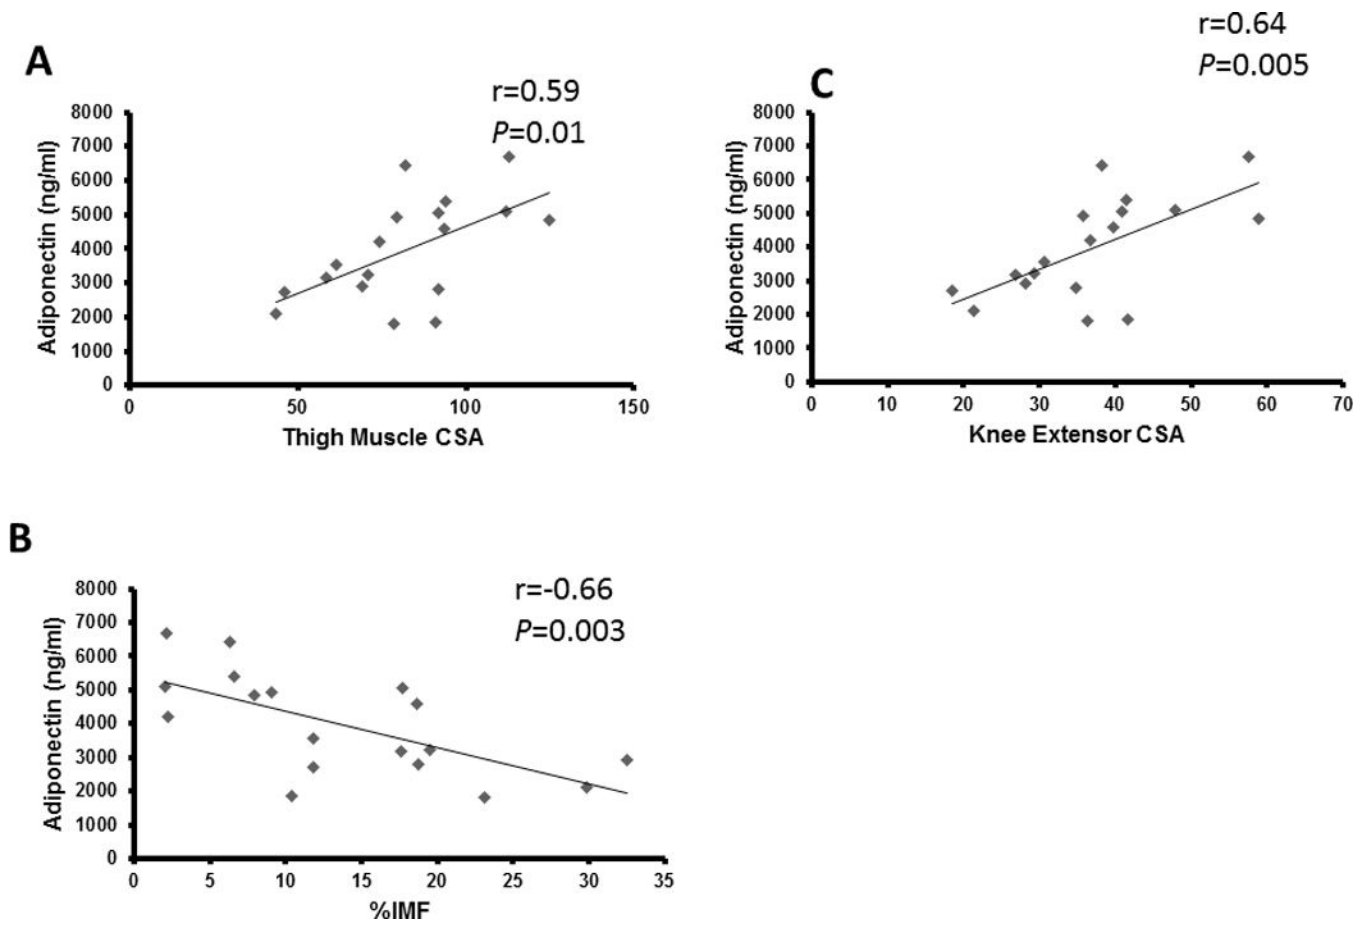 A
r=0.59
P=0.01
8000
7000
6000
5000
4000
3000
2000
1000
0
Adiponectin (ng/ml)
0 50 100 150
Thigh Muscle CSA
C
r=0.64
P=0.005
8000
7000
6000
5000
4000
3000
2000
1000
0
Adiponectin (ng/ml)
0 10 20 30 40 50 60 70
Knee Extensor CSA
B
r=-0.66
P=0.003
8000
7000
6000
5000
4000
3000
2000
1000
0
Adiponectin (ng/ml)
0 5 10 15 20 25 30 35
%IMF